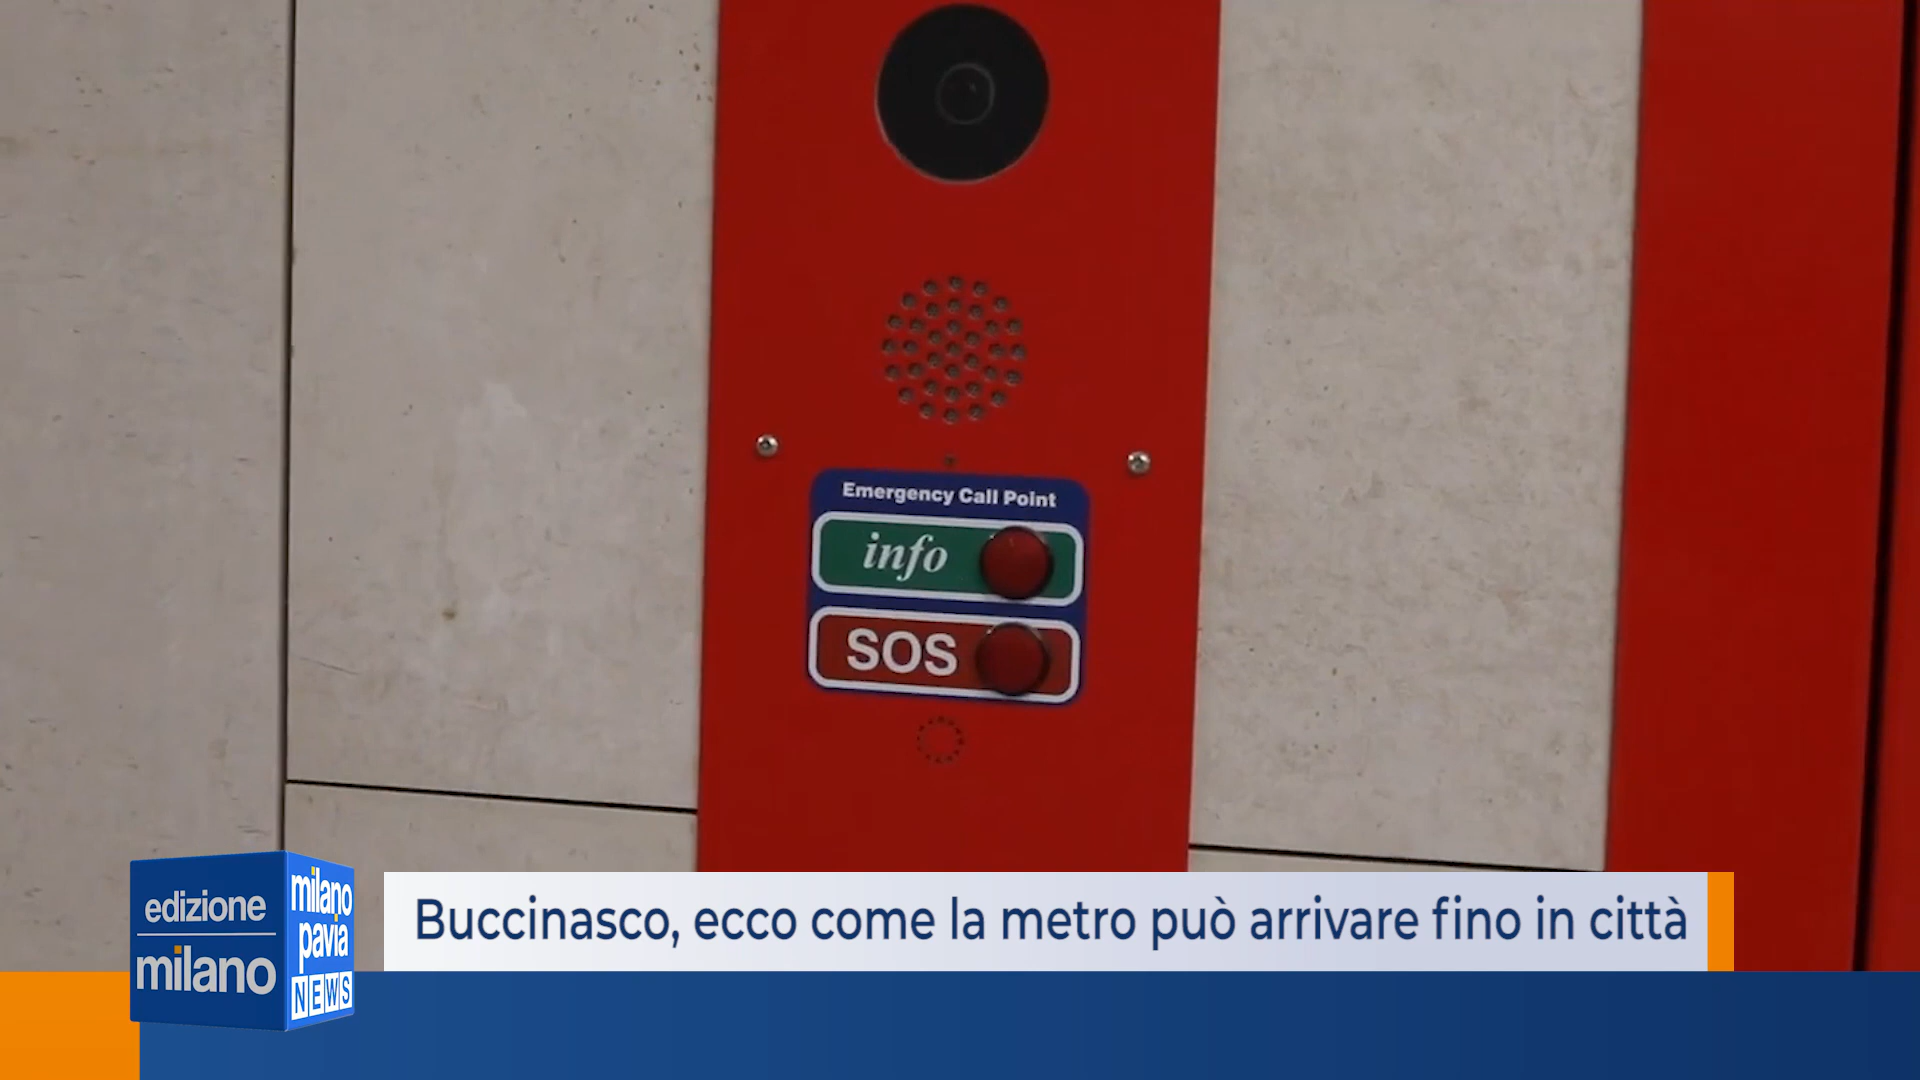 Emergency Call Point
info
SOS
edizione
milano
milano
pavia
NEWS
Buccinasco, ecco come la metro può arrivare fino in città